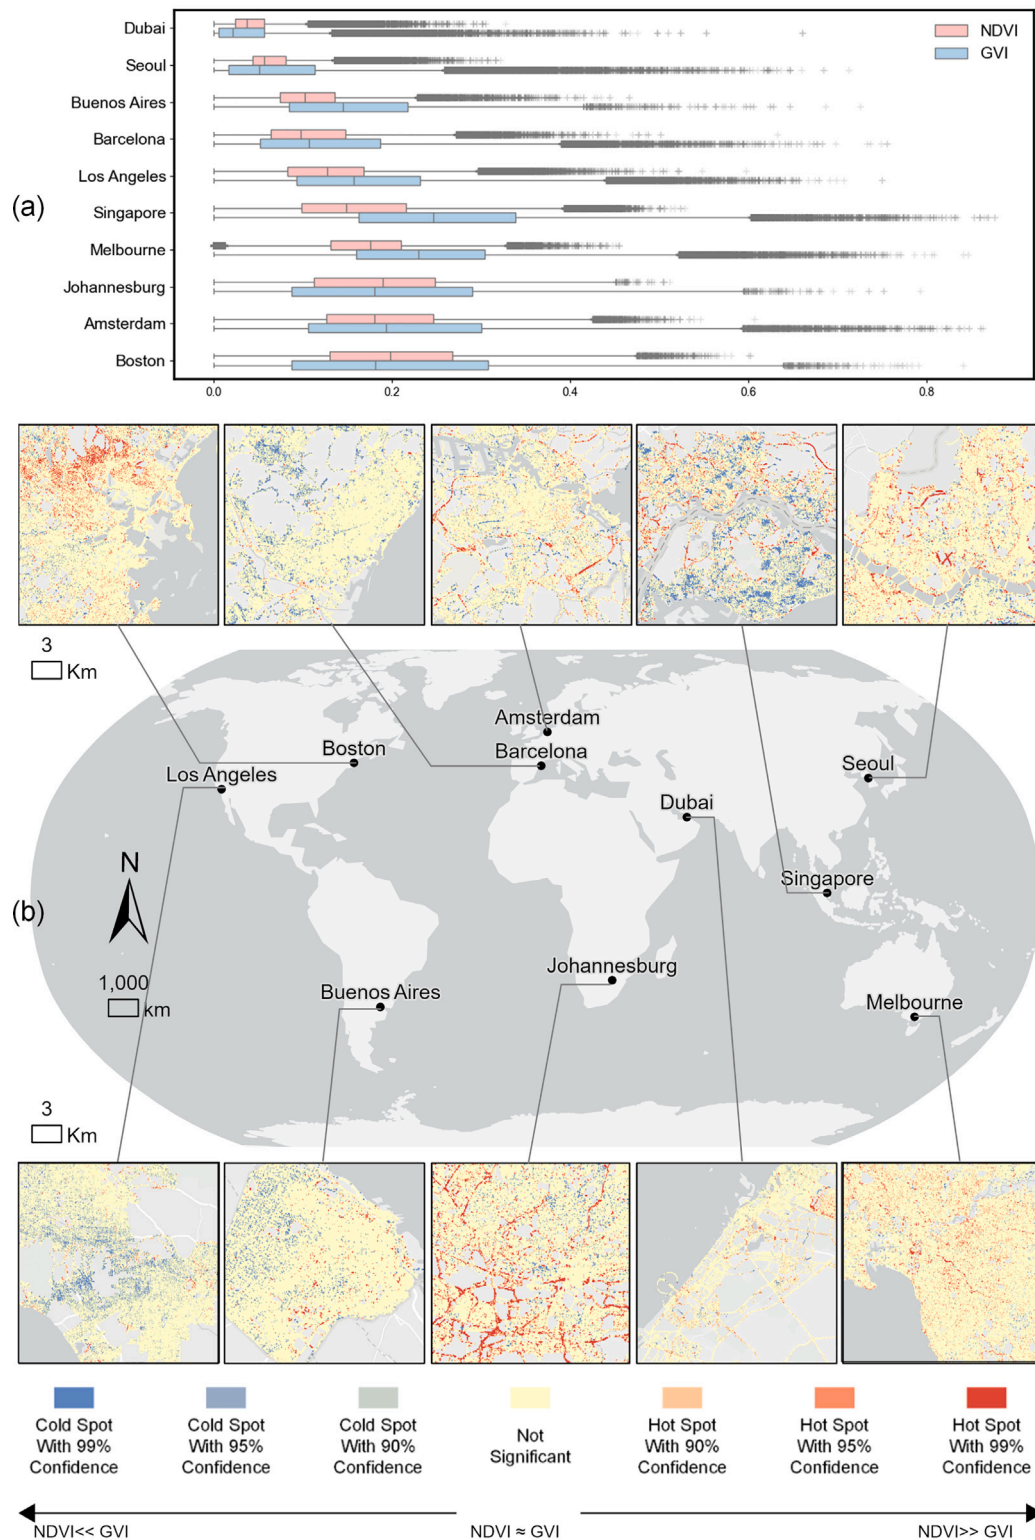 Dubai
Seoul
Buenos Aires
Barcelona
Los Angeles
Singapore
Melbourne
Johannesburg
Amsterdam
Boston
NDVI
GVI
(a)
0.0 0.2 0.4 0.6 0.8
3
Km
Amsterdam
Boston
Barcelona
Los Angeles
Seoul
Dubai
N
Singapore
(b)
Johannesburg
1,000
km
Buenos Aires
Melbourne
3
Km
Cold Spot With 99% Confidence
Cold Spot With 95% Confidence
Cold Spot With 90% Confidence
Not Significant
Hot Spot With 90% Confidence
Hot Spot With 95% Confidence
Hot Spot With 99% Confidence
NDVI<< GVI
NDVI ≈ GVI
NDVI>> GVI